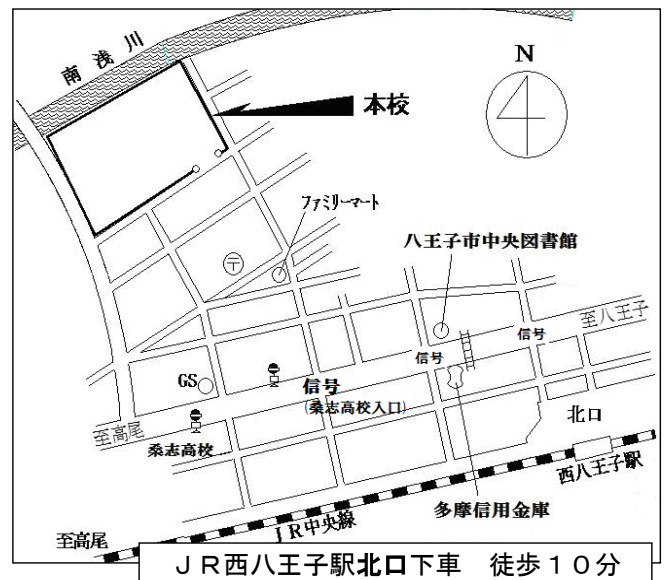 南浅川
N
本校
ファミリーマート
〒
八王子市中央図書館
至八王子
信号
信号
GS
信号
(桑志高校入口)
至高尾
桑志高校
北口
西八王子駅
多摩信用金庫
JR中央線
至高尾
JR西八王子駅北口下車 徒歩10分